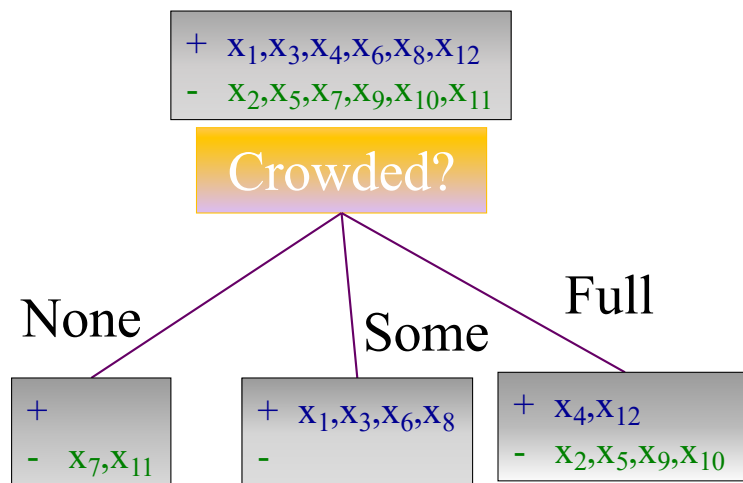 + x₁,x₃,x₄,x₆,x₈,x₁₂
- x₂,x₅,x₇,x₉,x₁₀,x₁₁
Crowded?
None
Some
Full
+
- x₇,x₁₁
+ x₁,x₃,x₆,x₈
-
+ x₄,x₁₂
- x₂,x₅,x₉,x₁₀